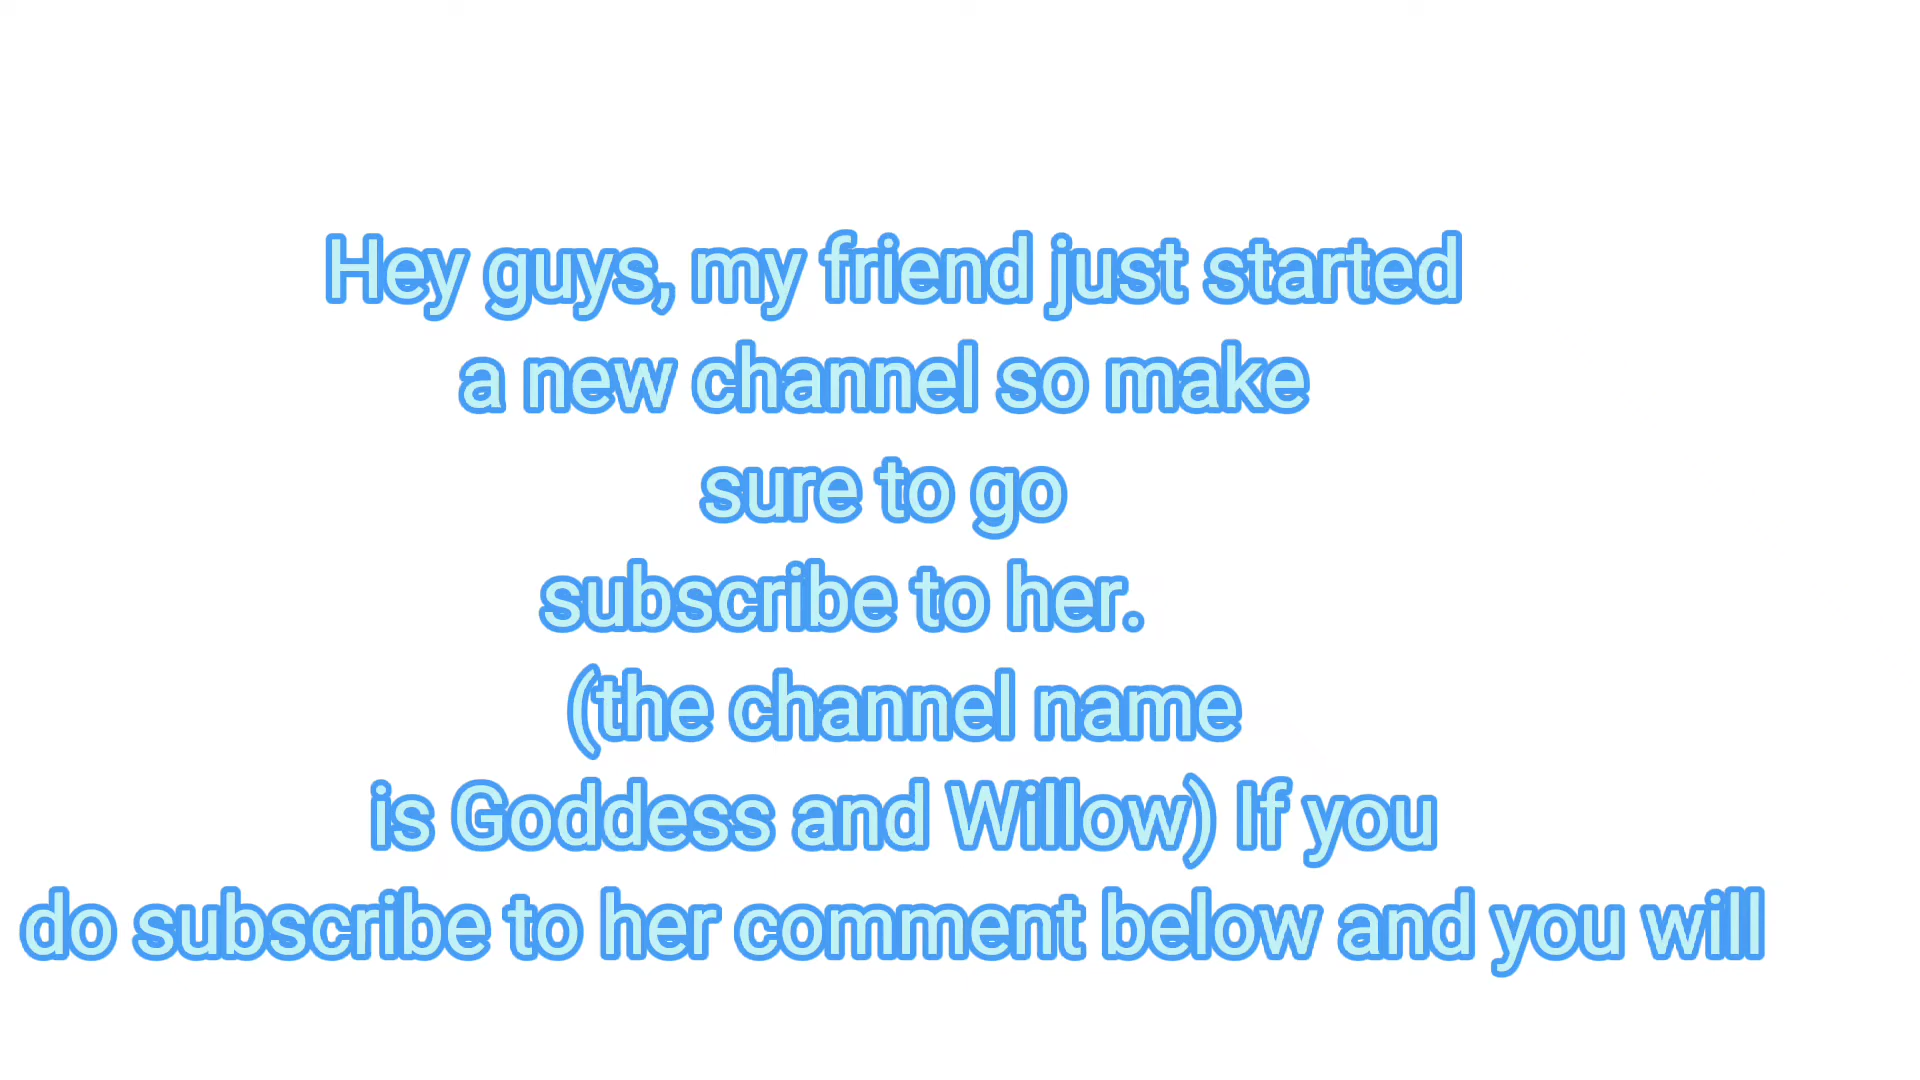 Hey guys, my friend just started
a new channel so make
sure to go
subscribe to her.
(the channel name
is Goddess and Willow) If you
do subscribe to her comment below and you will